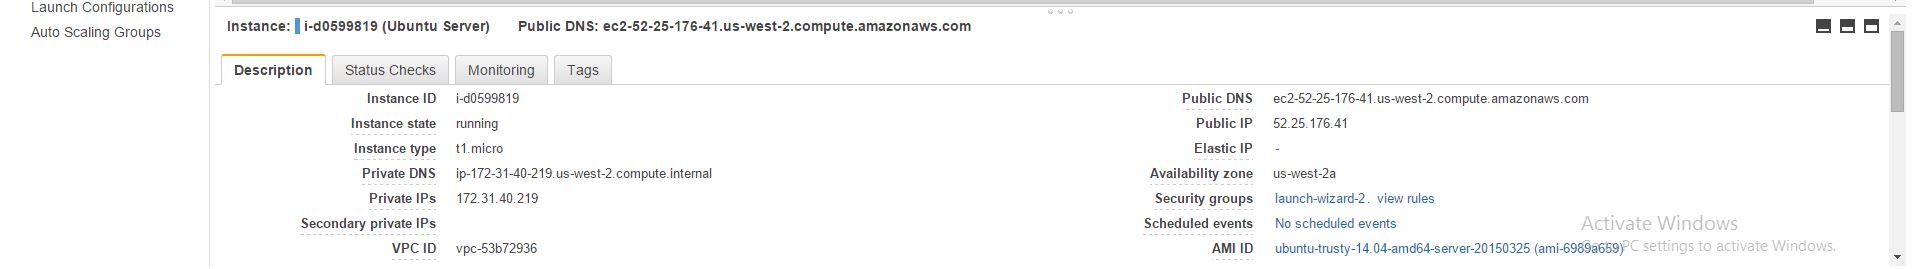 Launch Configurations
Auto Scaling Groups
Instance: i-d0599819 (Ubuntu Server) Public DNS: ec2-52-25-176-41.us-west-2.compute.amazonaws.com
Description Status Checks Monitoring Tags
Instance ID i-d0599819 Public DNS ec2-52-25-176-41.us-west-2.compute.amazonaws.com
Instance state running Public IP 52.25.176.41
Instance type t1.micro Elastic IP -
Private DNS ip-172-31-40-219.us-west-2.compute.internal Availability zone us-west-2a
Private IPs 172.31.40.219 Security groups launch-wizard-2. view rules
Secondary private IPs Scheduled events No scheduled events
Activate Windows
VPC ID vpc-53b72936 AMI ID ubuntu-trusty-14.04-amd64-server-20150325 (ami-6989a659)
Go to PC settings to activate Windows.